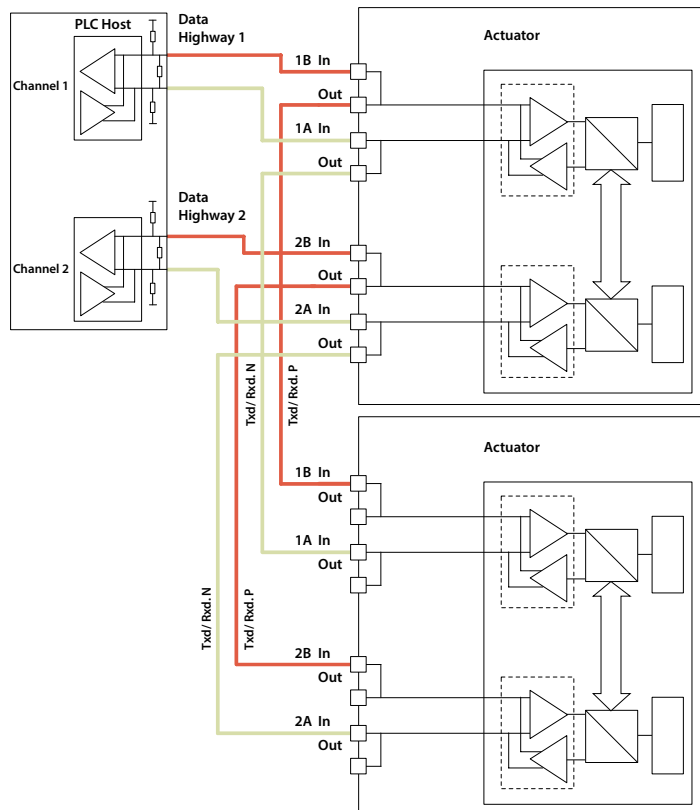 PLC Host
Channel 1
Channel 2
Data
Highway 1
Data
Highway 2
Actuator
1B In
Out
1A In
Out
2B In
Out
2A In
Out
Txd/ Rxd. N
Txd/ Rxd. P
Actuator
1B In
Out
1A In
Out
Txd/ Rxd. N
Txd/ Rxd. P
2B In
Out
2A In
Out